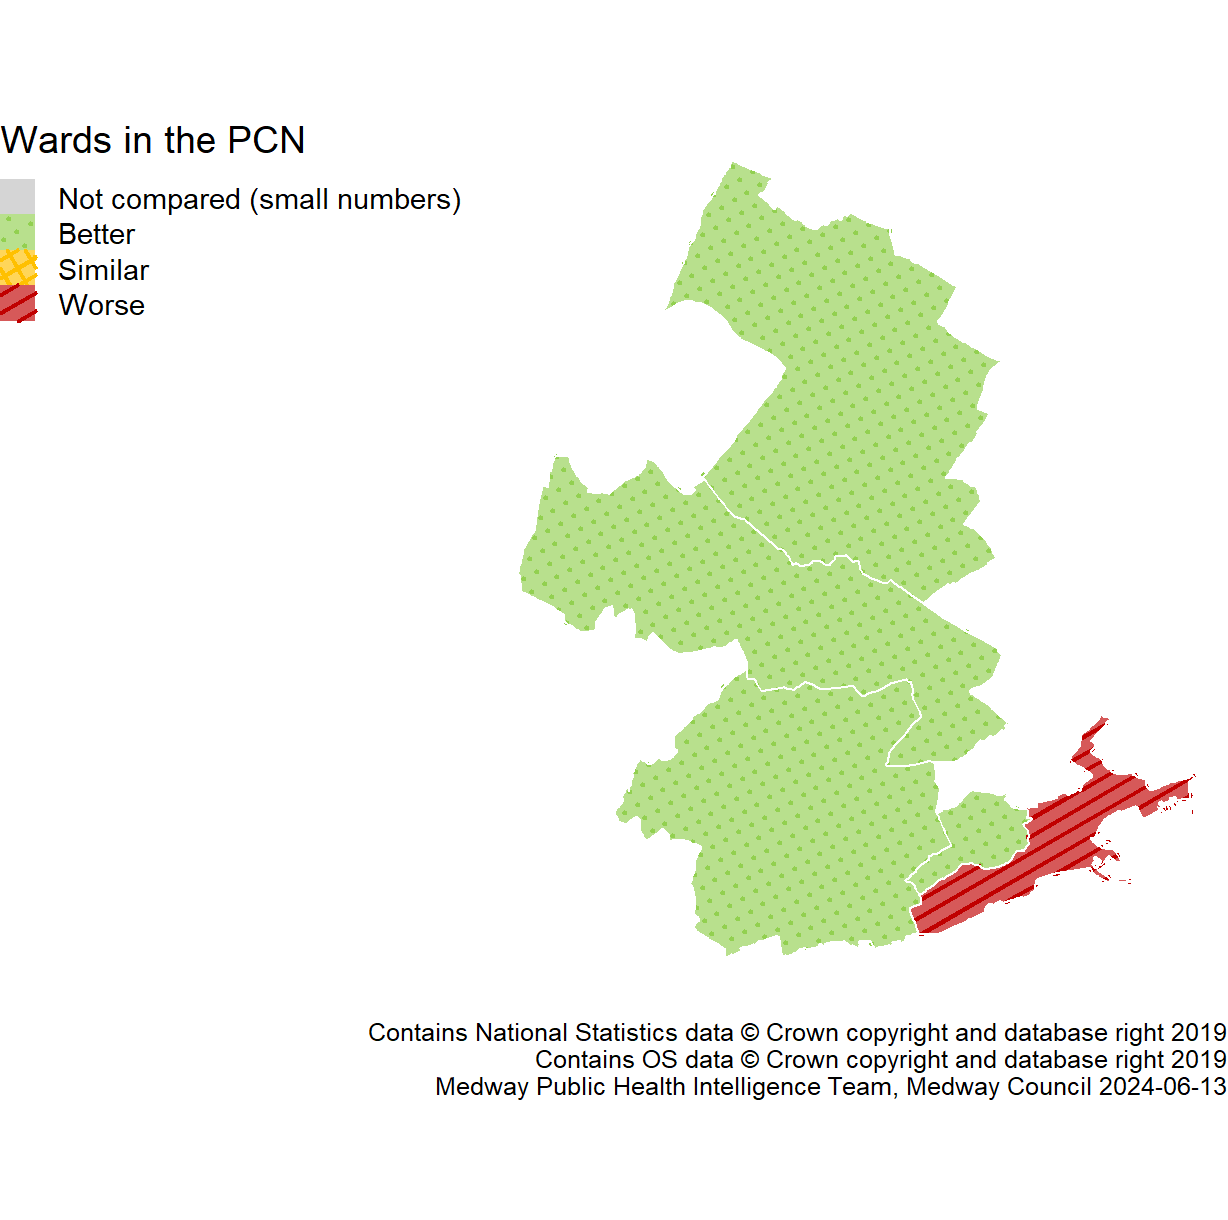 Wards in the PCN
Not compared (small numbers)
Better
Similar
Worse
Contains National Statistics data © Crown copyright and database right 2019
Contains OS data © Crown copyright and database right 2019
Medway Public Health Intelligence Team, Medway Council 2024-06-13